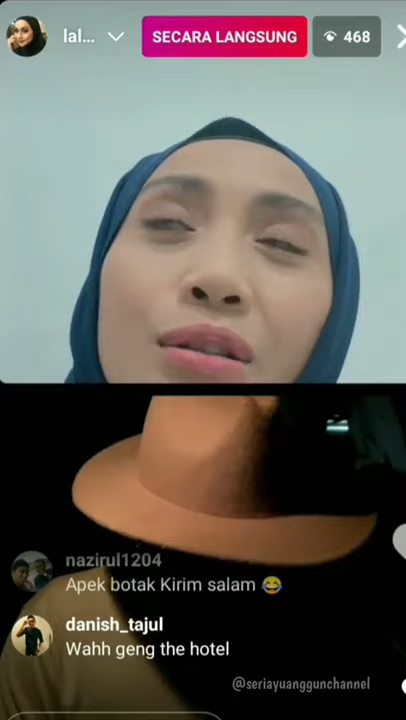 lal...
SECARA LANGSUNG
468
nazirul1204
Apek botak Kirim salam 😂
danish_tajul
Wahh geng the hotel
@seriayuanggunchannel